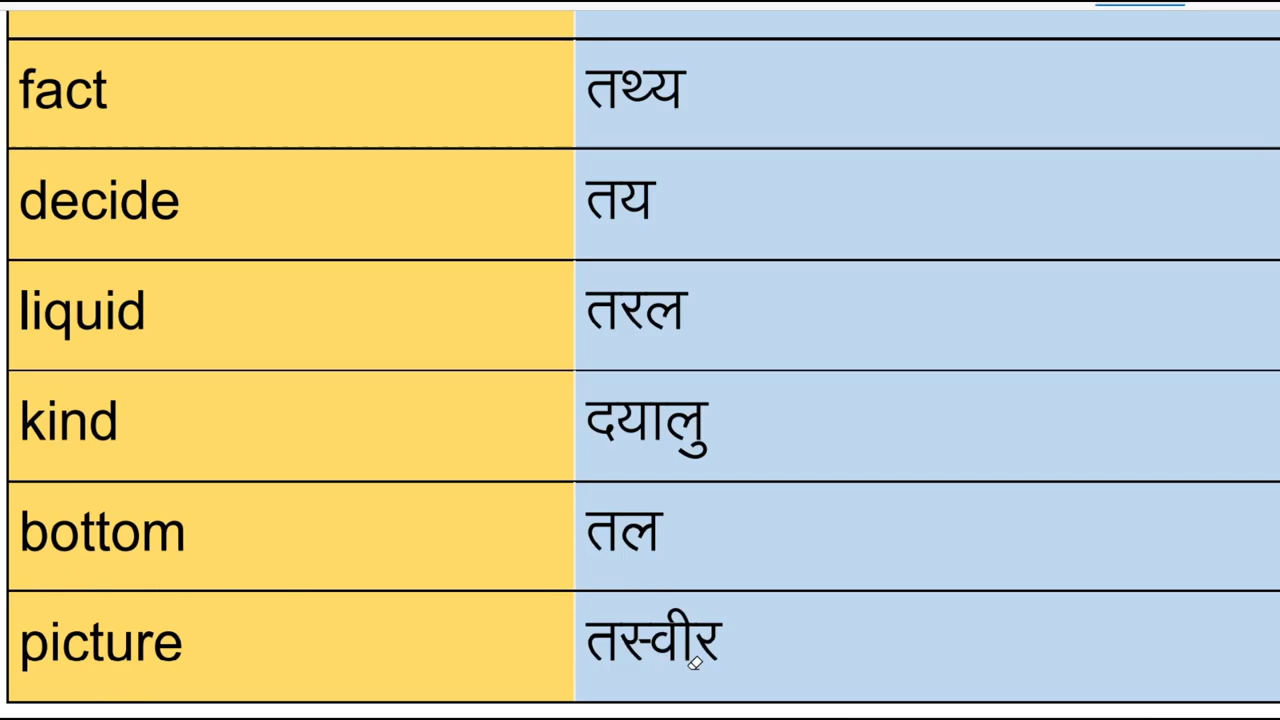 fact तथ्य
decide तय
liquid तरल
kind दयालु
bottom तल
picture तस्वीर